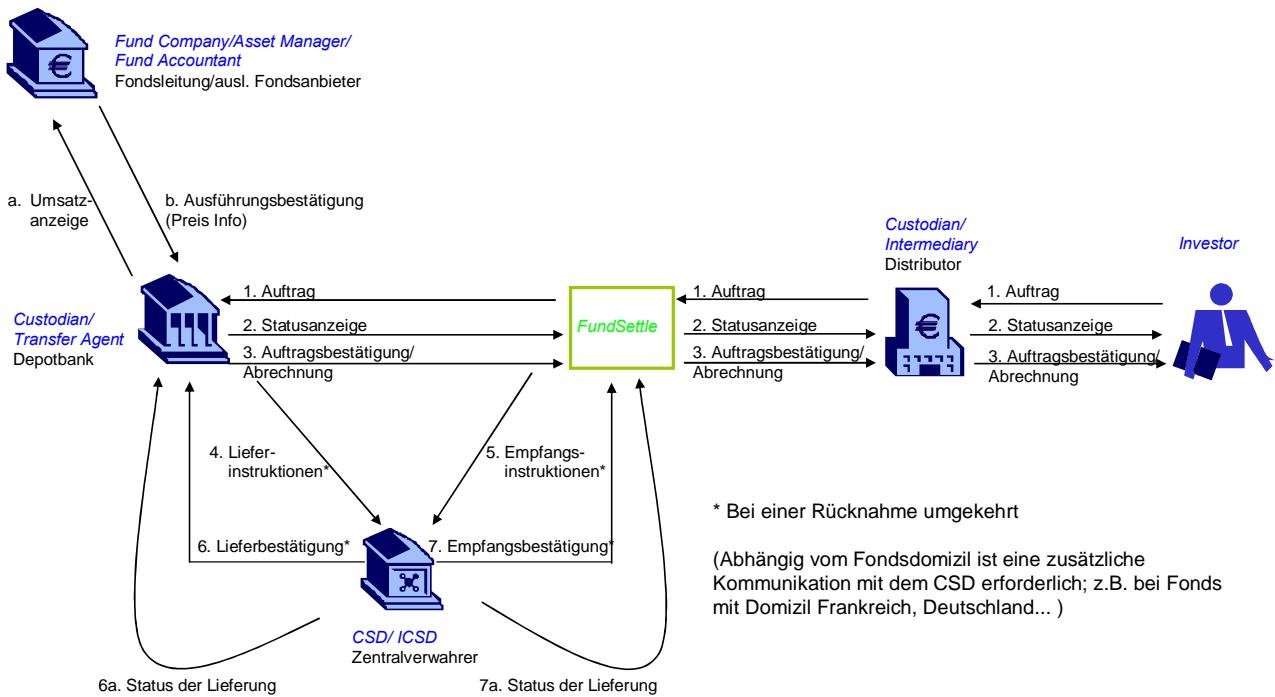 Fund Company/Asset Manager/
Fund Accountant
Fondsleitung/ausl. Fondsanbieter
a. Umsatz-
anzeige
b. Ausführungsbestätigung
(Preis Info)
Custodian/
Intermediary
Distributor
Investor
Custodian/
Transfer Agent
Depotbank
1. Auftrag
2. Statusanzeige
3. Auftragsbestätigung/
Abrechnung
FundSettle
1. Auftrag
2. Statusanzeige
3. Auftragsbestätigung/
Abrechnung
1. Auftrag
2. Statusanzeige
3. Auftragsbestätigung/
Abrechnung
4. Liefer-
instruktionen*
5. Empfangs-
instruktionen*
6. Lieferbestätigung*
7. Empfangsbestätigung*
* Bei einer Rücknahme umgekehrt
(Abhängig vom Fondsdomizil ist eine zusätzliche
Kommunikation mit dem CSD erforderlich; z.B. bei Fonds
mit Domizil Frankreich, Deutschland... )
CSD/ ICSD
Zentralverwahrer
6a. Status der Lieferung
7a. Status der Lieferung